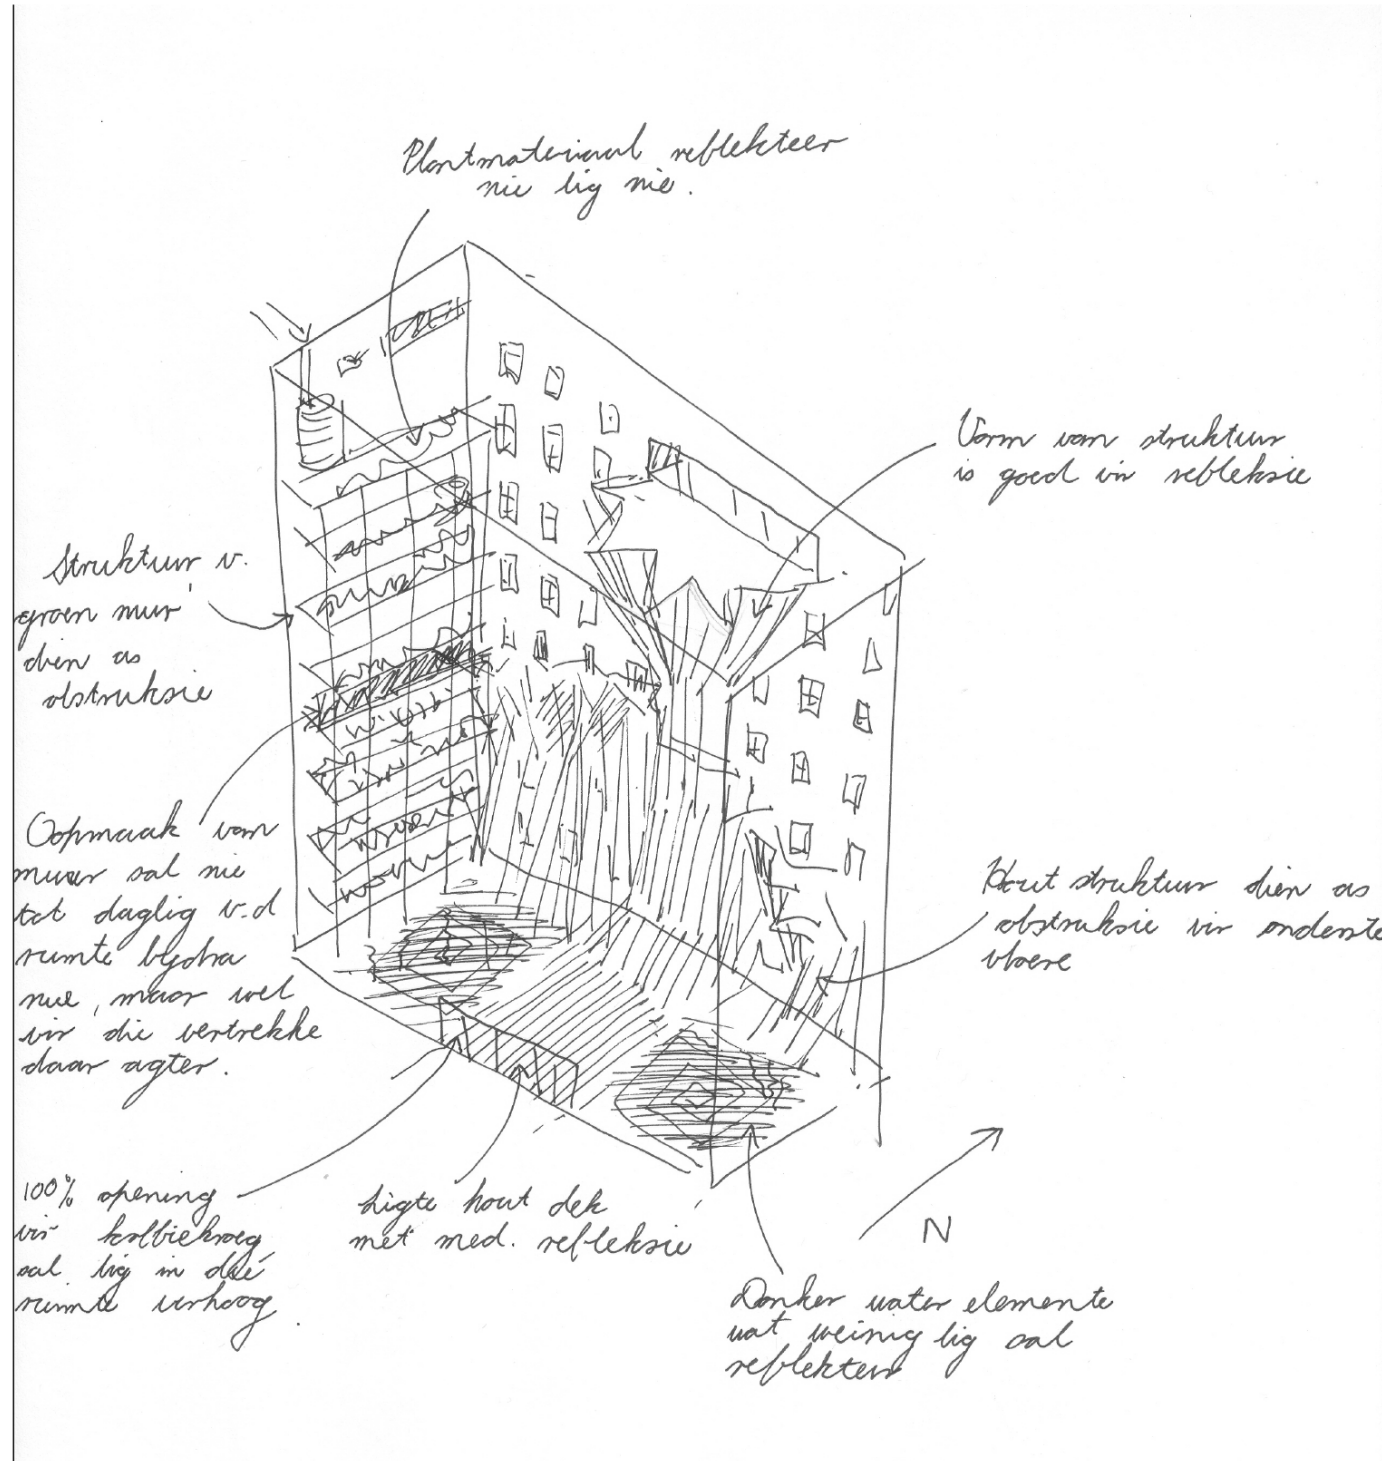 Plantmateriaal reflekteer
nie lig nie.
Vorm van struktuur
is goed vir refleksie
Struktuur v.
groen muur
dien as
obstruksie
Oopmaak van
muur sal nie
tot daglig v.d
ruimte bydra
nie, maar wel
vir die vertrekke
daar agter.
Hout struktuur dien as
obstruksie vir onderste
vloere
100% opening
vir koffiekroeg
sal lig in dié
ruimte verhoog.
Ligte hout dek
met med. refleksie
N
Donker water elemente
wat weinig lig sal
reflekteer